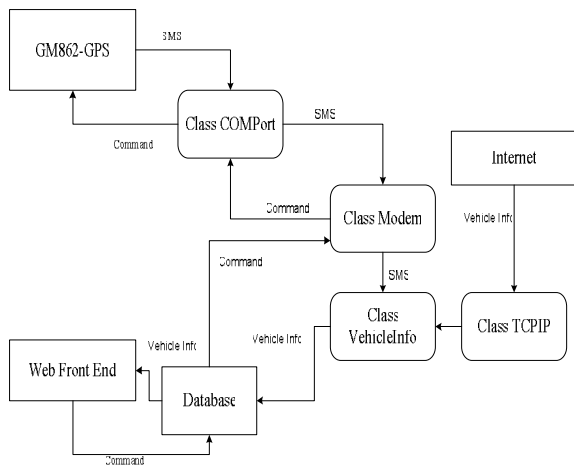 SMS
GM862-GPS
Class COMPort
SMS
Command
Internet
Command
Class Modem
Vehicle Info
Command
SMS
Class
VehicleInfo
Class TCPIP
Vehicle Info
Vehicle Info
Web Front End
Database
Command